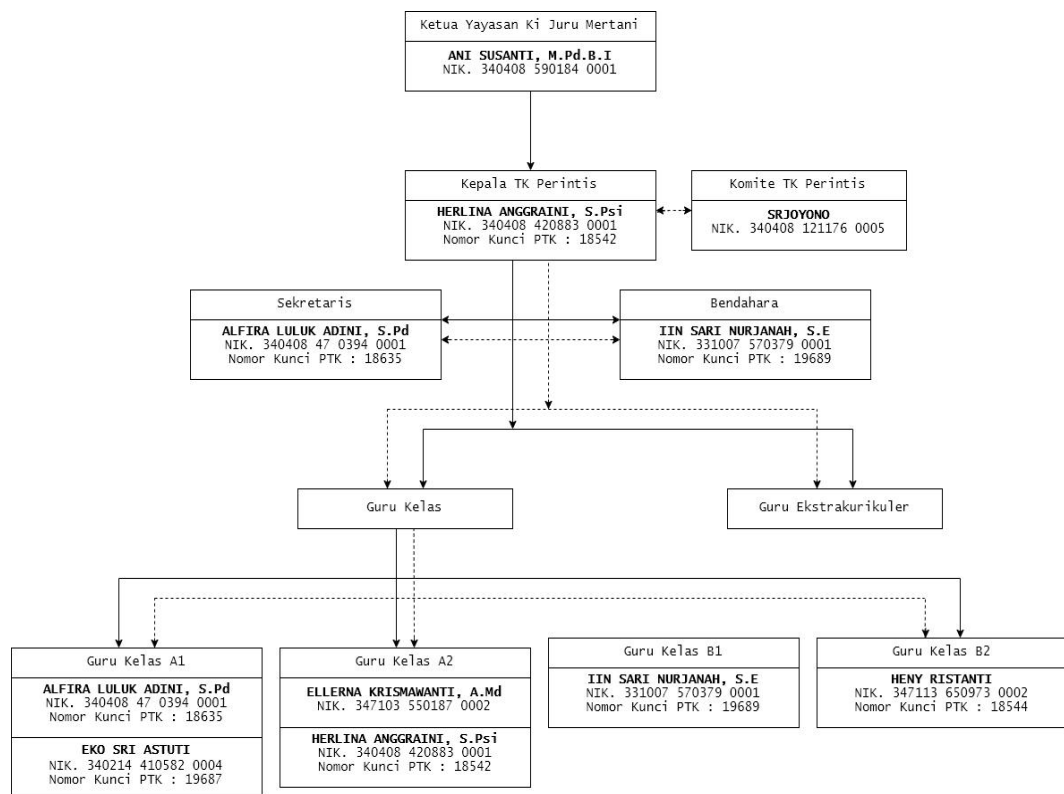 Ketua Yayasan Ki Juru Mertani
ANI SUSANTI, M.Pd.B.I
NIK. 340408 590184 0001
Kepala TK Perintis
HERLINA ANGGRAINI, S.Psi
NIK. 340408 420883 0001
Nomor Kunci PTK : 18542
Komite TK Perintis
SRJOYONO
NIK. 340408 121176 0005
Sekretaris
ALFIRA LULUK ADINI, S.Pd
NIK. 340408 47 0394 0001
Nomor Kunci PTK : 18635
Bendahara
IIN SARI NURJANAH, S.E
NIK. 331007 570379 0001
Nomor Kunci PTK : 19689
Guru Kelas
Guru Ekstrakurikuler
Guru Kelas A1
ALFIRA LULUK ADINI, S.Pd
NIK. 340408 47 0394 0001
Nomor Kunci PTK : 18635
EKO SRI ASTUTI
NIK. 340214 410582 0004
Nomor Kunci PTK : 19687
Guru Kelas A2
ELLERNA KRISMAWANTI, A.Md
NIK. 347103 550187 0002
HERLINA ANGGRAINI, S.Psi
NIK. 340408 420883 0001
Nomor Kunci PTK : 18542
Guru Kelas B1
IIN SARI NURJANAH, S.E
NIK. 331007 570379 0001
Nomor Kunci PTK : 19689
Guru Kelas B2
HENY RISTANTI
NIK. 347113 650973 0002
Nomor Kunci PTK : 18544